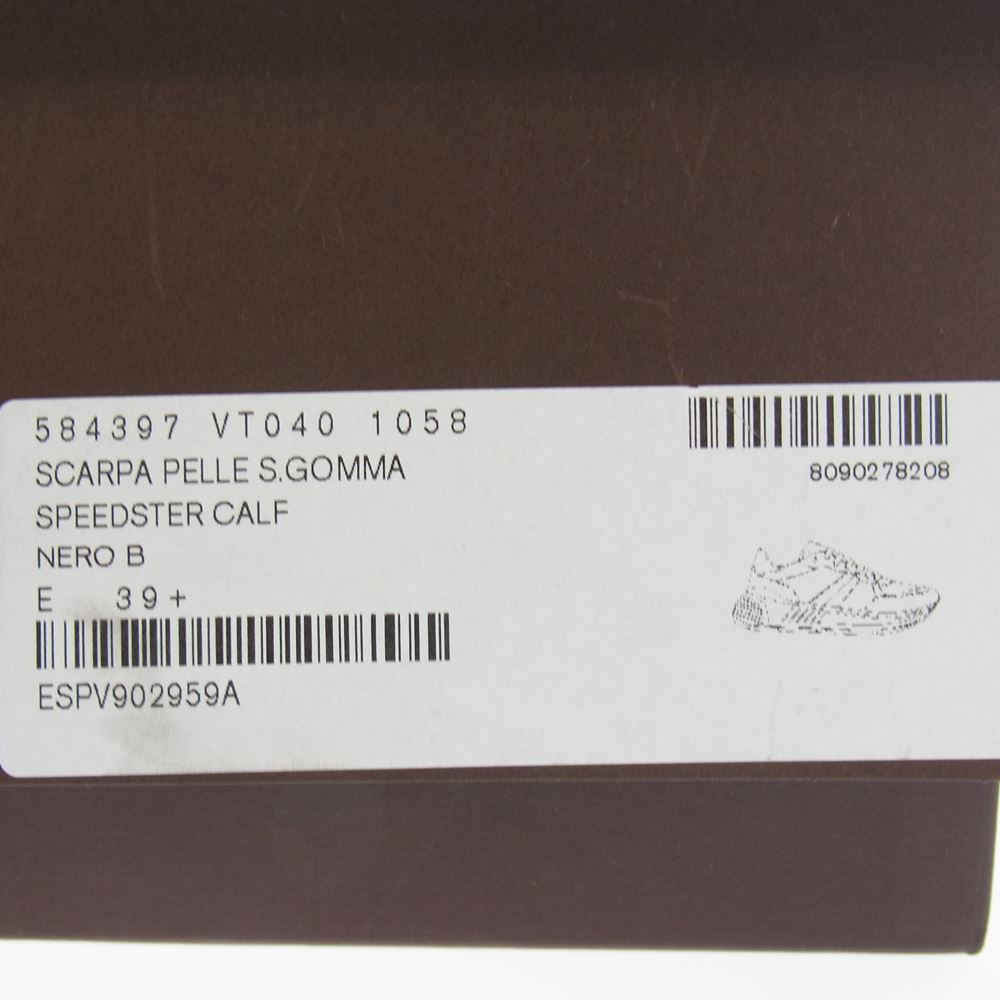 584397 VT040 1058
8090278208
SCARPA PELLE S.GOMMA
SPEEDSTER CALF
NERO B
E 39+
ESPV902959A